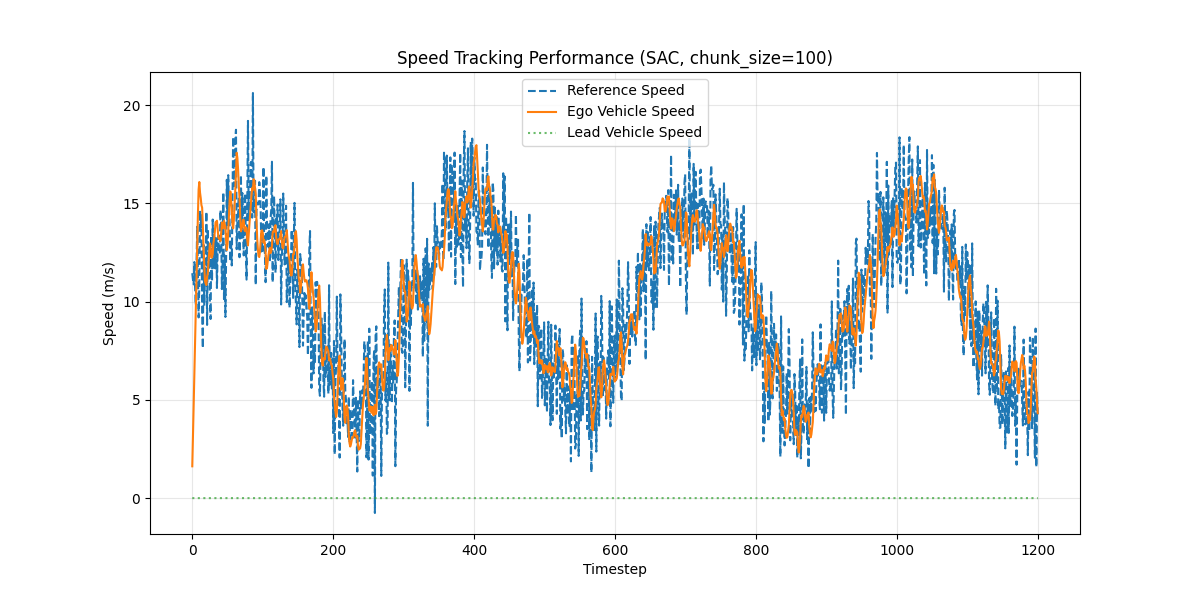 Speed Tracking Performance (SAC, chunk_size=100)
Reference Speed
Ego Vehicle Speed
Lead Vehicle Speed
Speed (m/s)
20
15
10
5
0
0 200 400 600 800 1000 1200
Timestep